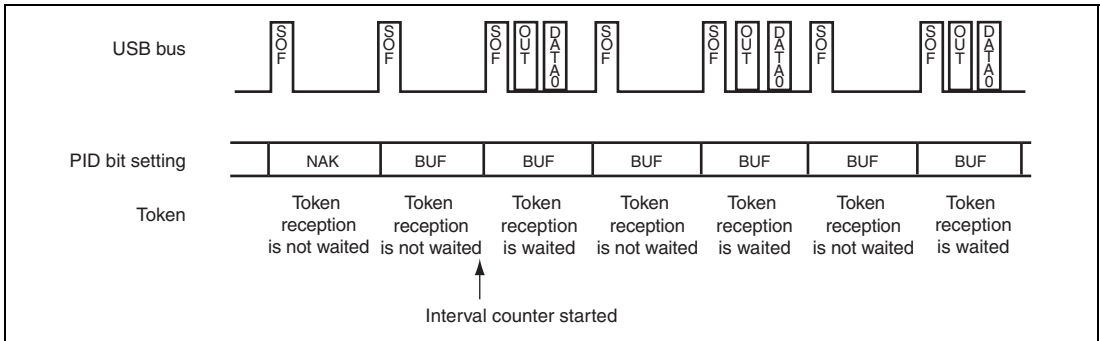 USB bus
SOF SOF SOF OUT DATA0 SOF SOF OUT DATA0 SOF SOF OUT DATA0
PID bit setting NAK BUF BUF BUF BUF BUF BUF
Token
Token reception is not waited
Token reception is not waited
Token reception is waited
Token reception is not waited
Token reception is waited
Token reception is not waited
Token reception is waited
Interval counter started